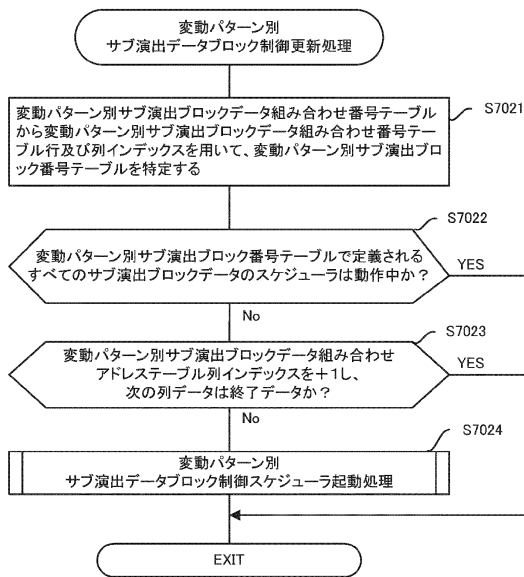 変動パターン別
サブ演出データブロック制御更新処理
変動パターン別サブ演出ブロックデータ組み合わせ番号テーブル
から変動パターン別サブ演出ブロックデータ組み合わせ番号テー
ブル行及び列インデックスを用いて、変動パターン別サブ演出ブロ
ック番号テーブルを特定する
S7021
S7022
変動パターン別サブ演出ブロック番号テーブルで定義される
すべてのサブ演出ブロックデータのスケジューラは動作中か?
YES
No
S7023
変動パターン別サブ演出ブロックデータ組み合わせ
アドレステーブル列インデックスを+1し、
次の列データは終了データか?
YES
No
S7024
変動パターン別
サブ演出データブロック制御スケジューラ起動処理
EXIT